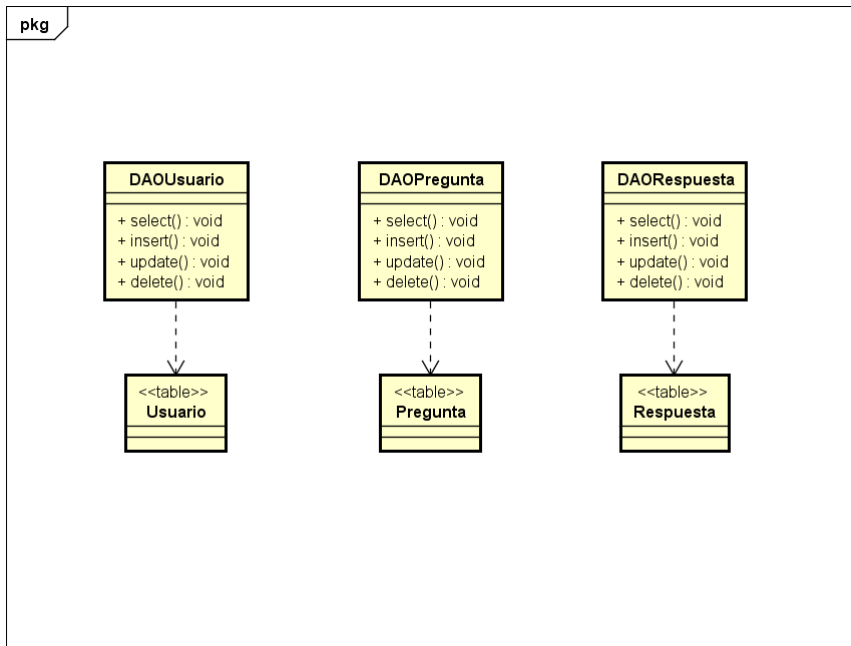 pkg
DAOUsuario
+ select() : void
+ insert() : void
+ update() : void
+ delete() : void
DAOPregunta
+ select() : void
+ insert() : void
+ update() : void
+ delete() : void
DAORespuesta
+ select() : void
+ insert() : void
+ update() : void
+ delete() : void
<<table>>
Usuario
<<table>>
Pregunta
<<table>>
Respuesta